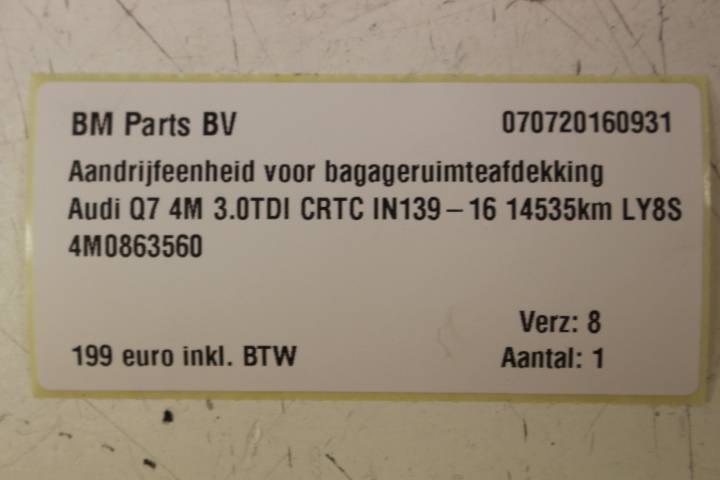 BM Parts BV 070720160931
Aandrijfeenheid voor bagageruimteafdekking
Audi Q7 4M 3.0TDI CRTC IN139 – 16 14535km LY8S
4M0863560
Verz: 8
199 euro inkl. BTW Aantal: 1